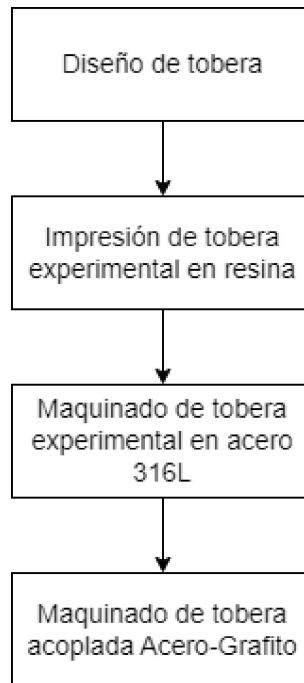 Diseño de tobera
Impresión de tobera
experimental en resina
Maquinado de tobera
experimental en acero
316L
Maquinado de tobera
acoplada Acero-Grafito